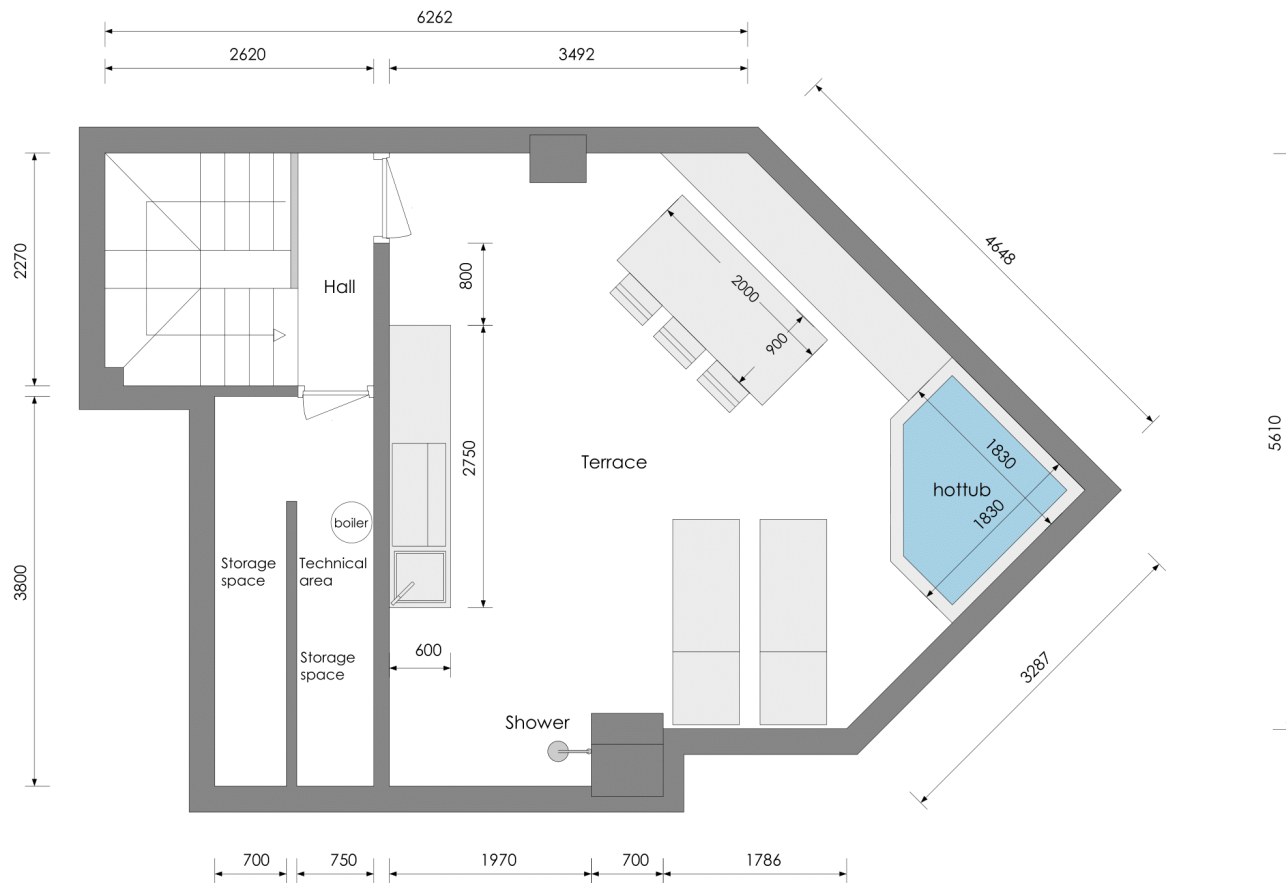 6262
2620
3492
4648
2270
Hall
800
2000
900
5610
2750
Terrace
1830
hottub
1830
boiler
Storage
space
Technical
area
3800
Storage
space
600
3287
Shower
700
750
1970
700
1786